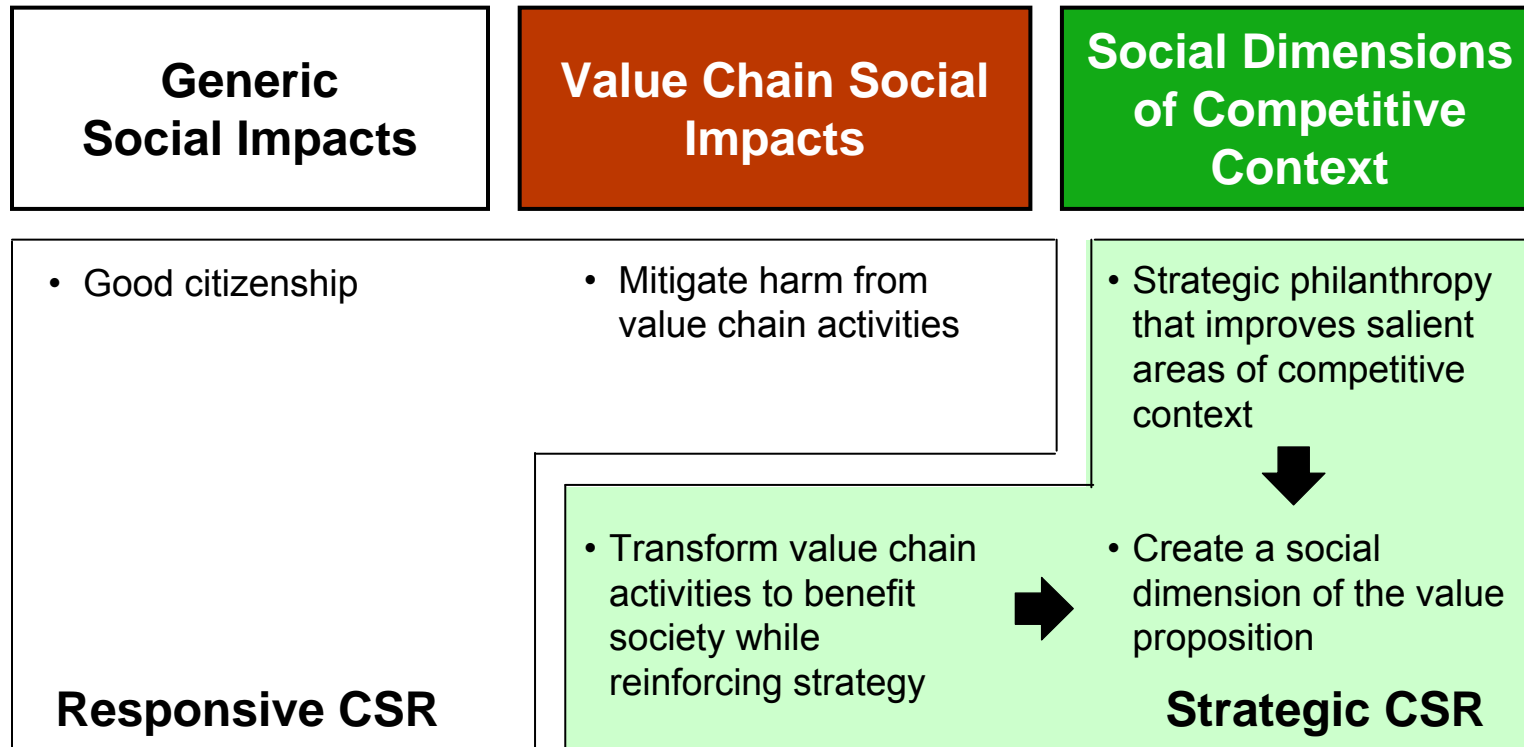 Generic
Social Impacts
Value Chain Social
Impacts
Social Dimensions
of Competitive
Context
• Good citizenship
• Mitigate harm from
value chain activities
• Strategic philanthropy
that improves salient
areas of competitive
context
• Transform value chain
activities to benefit
society while
reinforcing strategy
• Create a social
dimension of the value
proposition
Responsive CSR
Strategic CSR